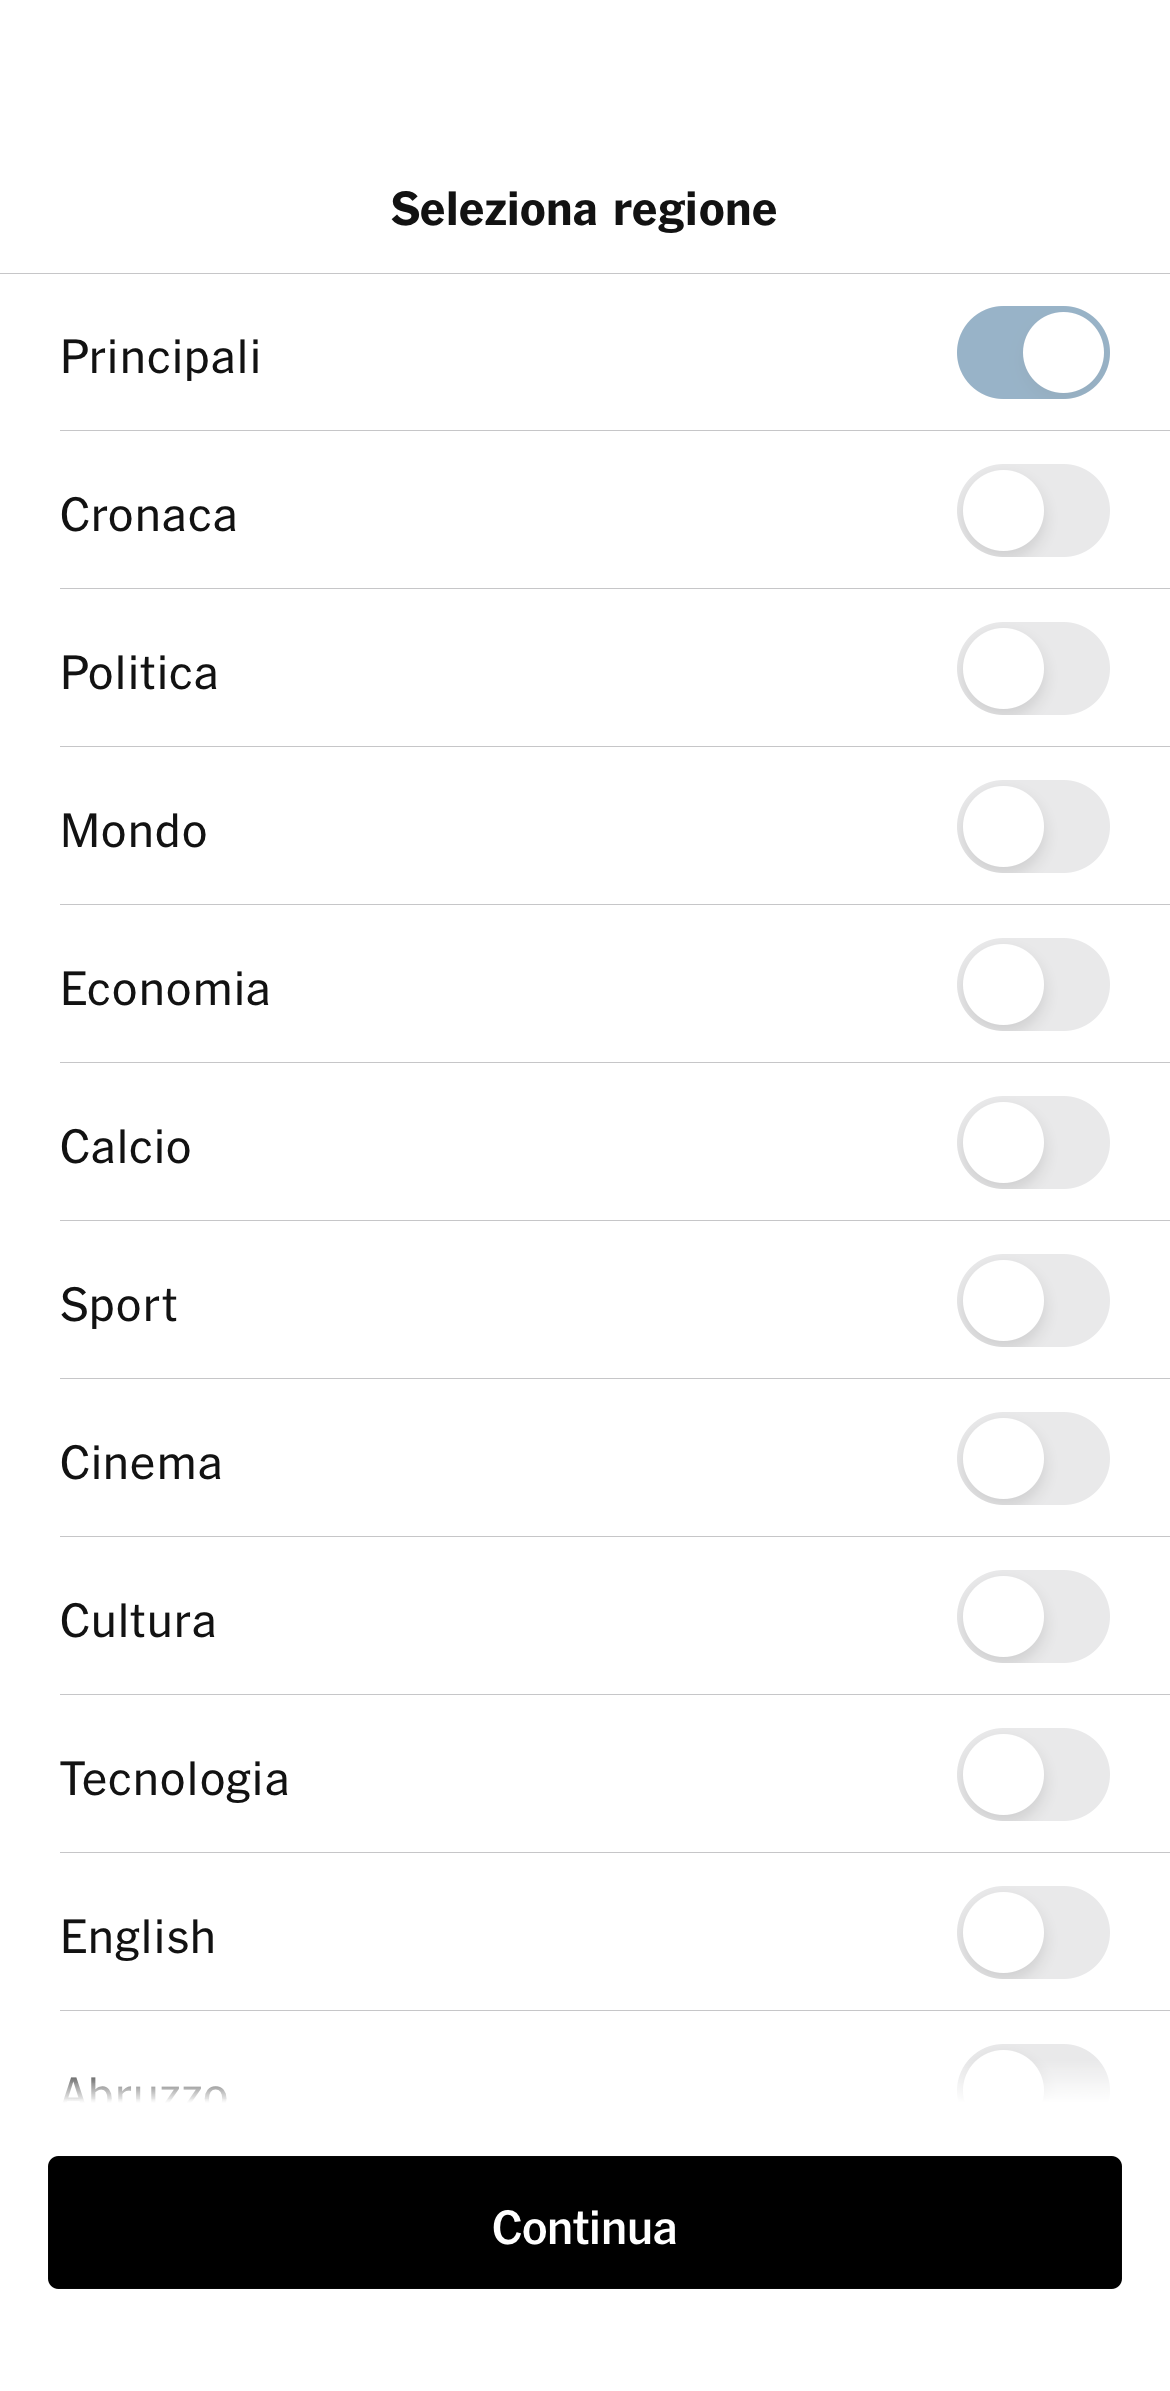 Seleziona regione
Principali
Cronaca
Politica
Mondo
Economia
Calcio
Sport
Cinema
Cultura
Tecnologia
English
Abruzzo
Continua